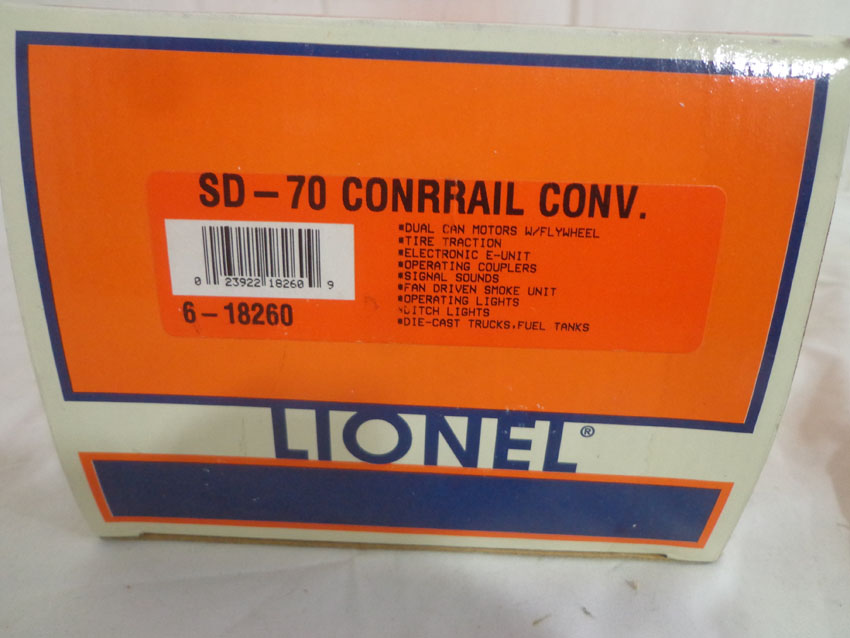 SD-70 CONRRAIL CONV.
▪DUAL CAN MOTORS W/FLYWHEEL
▪TIRE TRACTION
▪ELECTRONIC E-UNIT
▪OPERATING COUPLERS
▪SIGNAL SOUNDS
▪FAN DRIVEN SMOKE UNIT
▪OPERATING LIGHTS
▪DITCH LIGHTS
▪DIE-CAST TRUCKS,FUEL TANKS
0 23922 18260 9
6-18260
LIONEL®